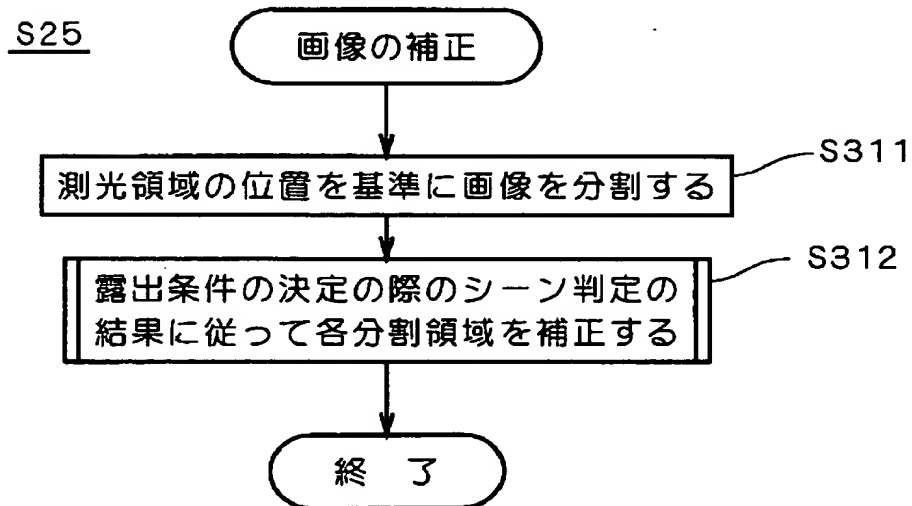 S25
画像の補正
測光領域の位置を基準に画像を分割する
S311
露出条件の決定の際のシーン判定の
結果に従って各分割領域を補正する
S312
終 了